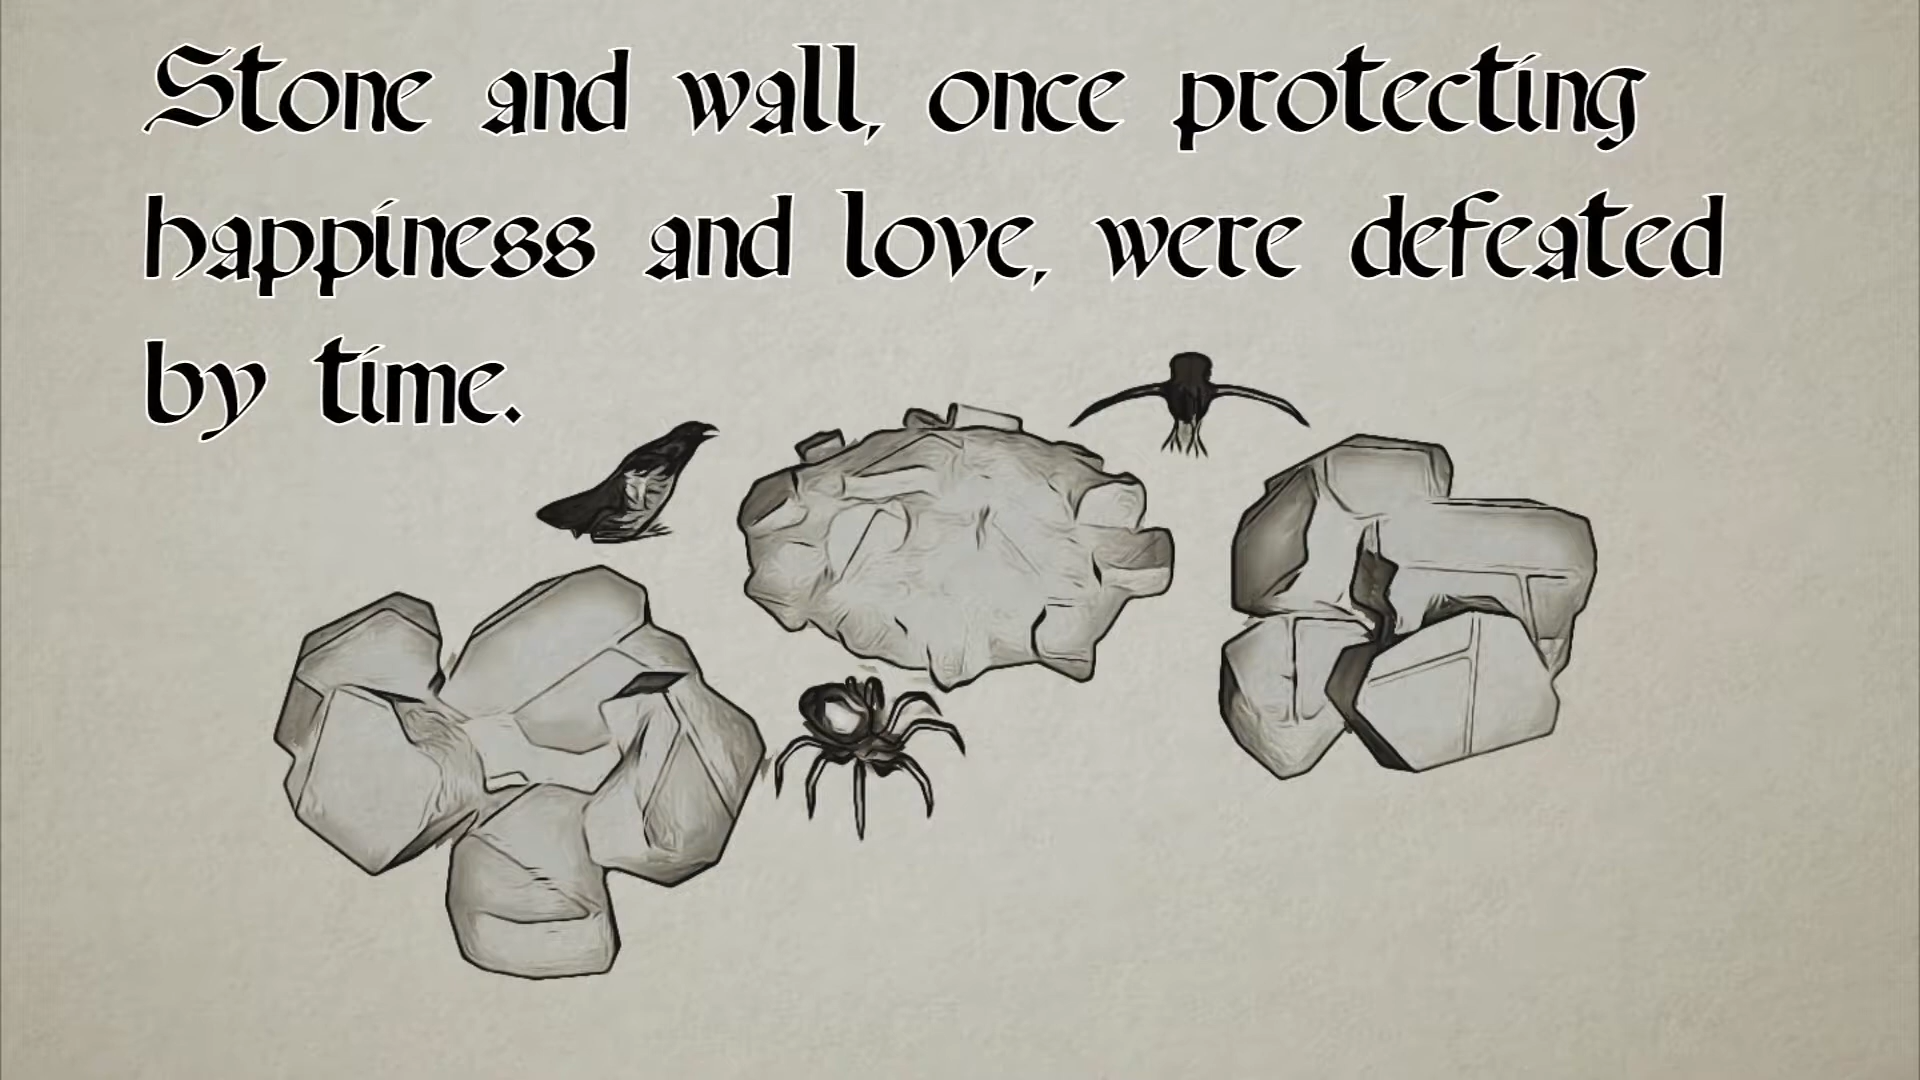 Stone and wall, once protecting
happiness and love, were defeated
by time.